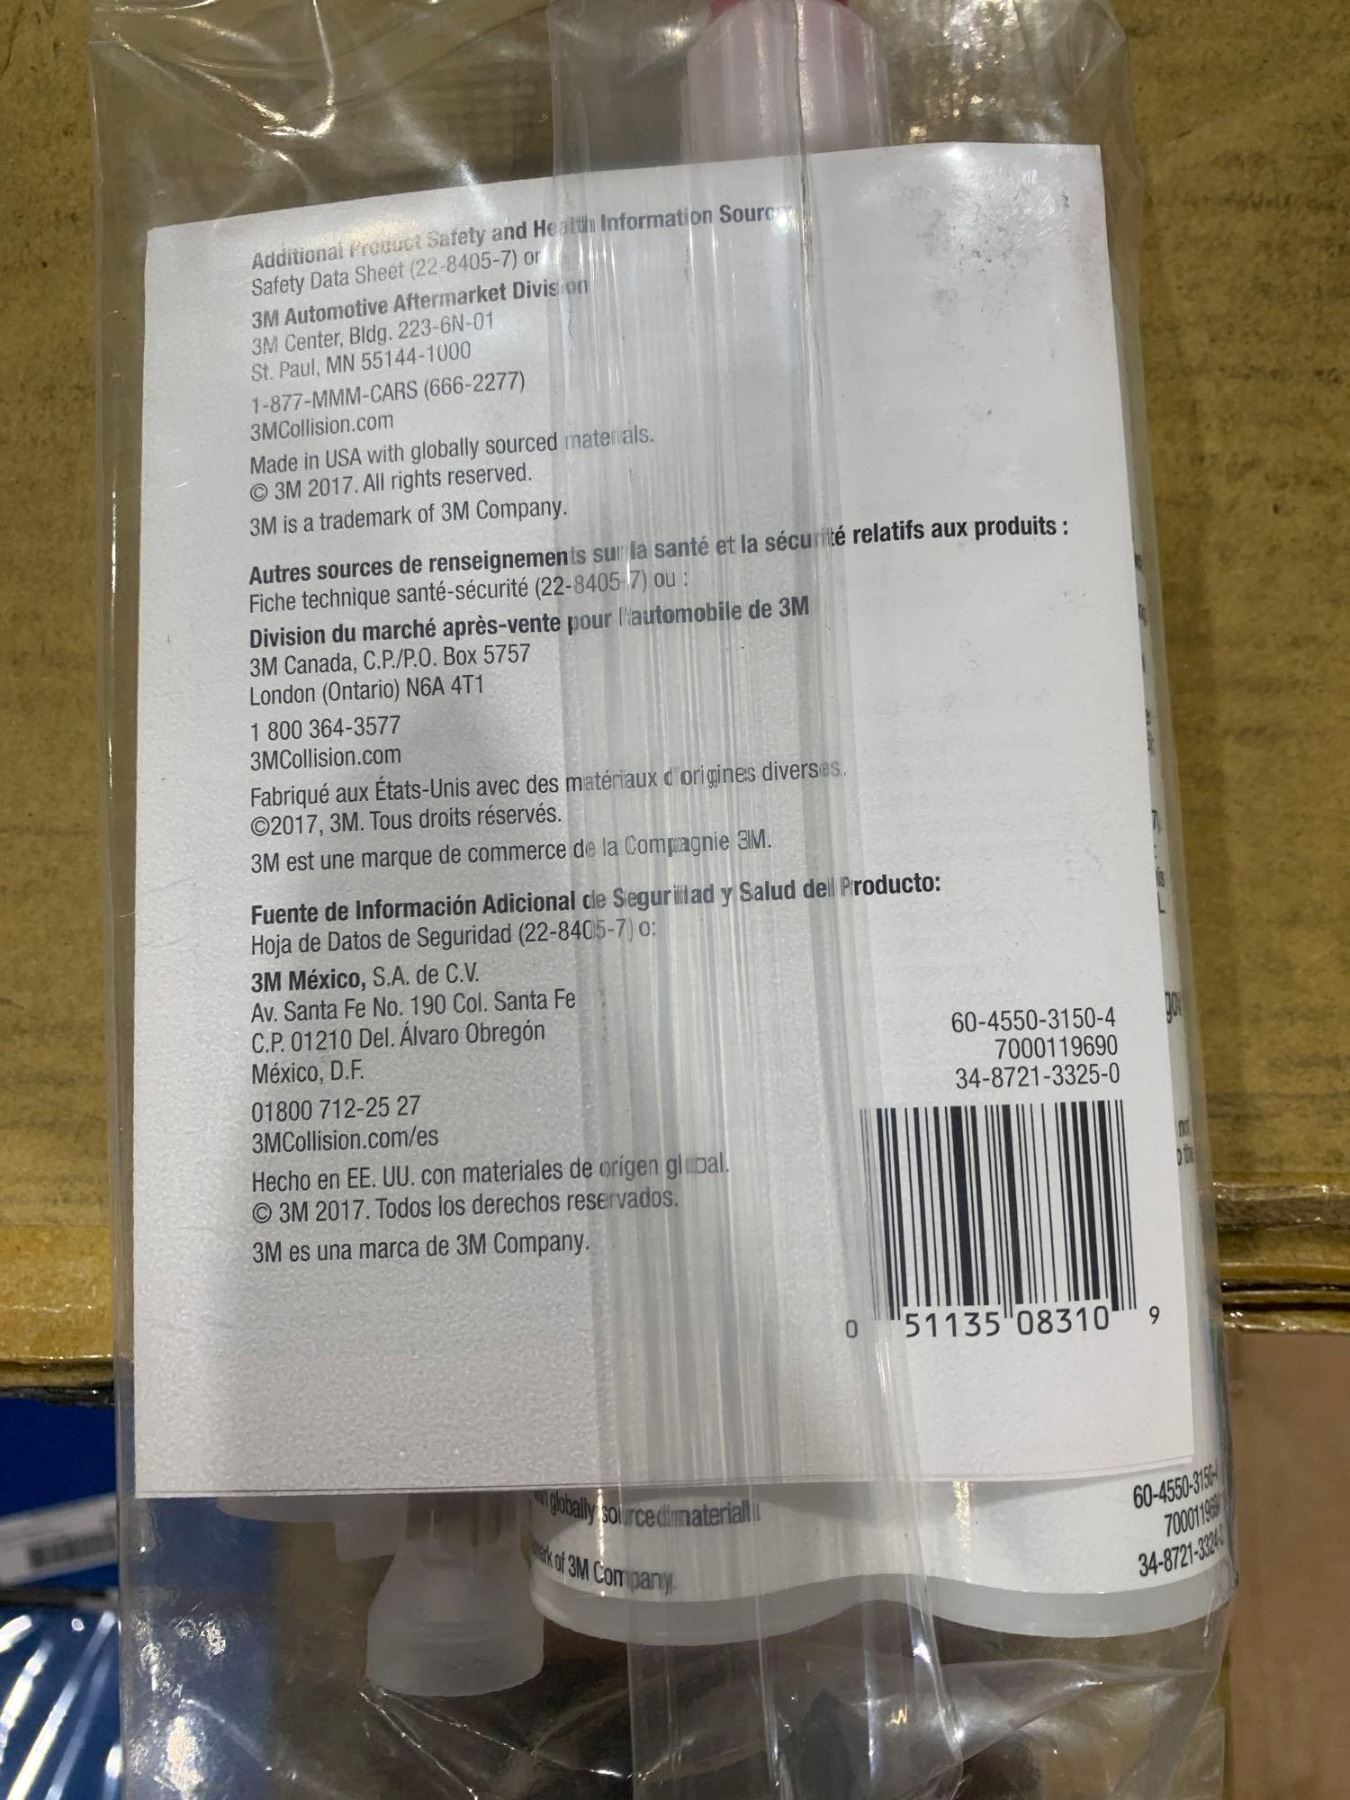 Additional Product Safety and Health Information
Safety Data Sheet (22-8405-7) or
3M Automotive Aftermarket Division
3M Center, Bldg. 223-6N-01
St. Paul, MN 55144-1000
1-877-MMM-CARS (666-2277)
3MCollision.com
Made in USA with globally sourced materials.
© 3M 2017. All rights reserved.
3M is a trademark of 3M Company.
Autres sources de renseignements sur la santé et la sécurité relatifs aux produits :
Fiche technique santé-sécurité (22-8405-7) ou :
Division du marché après-vente pour l'automobile de 3M
3M Canada, C.P./P.O. Box 5757
London (Ontario) N6A 4T1
1 800 364-3577
3MCollision.com
Fabriqué aux États-Unis avec des matériaux d'origines diverses.
©2017, 3M. Tous droits réservés.
3M est une marque de commerce de la Compagnie 3M.
Fuente de Información Adicional de Seguridad y Salud del Producto:
Hoja de Datos de Seguridad (22-8405-7) o:
3M México, S.A. de C.V.
Av. Santa Fe No. 190 Col. Santa Fe
C.P. 01210 Del. Álvaro Obregón
México, D.F.
01800 712-25 27
3MCollision.com/es
Hecho en EE. UU. con materiales de orígen global.
© 3M 2017. Todos los derechos reservados.
3M es una marca de 3M Company.
60-4550-3150-4
7000119690
34-8721-3325-0
0 51135 08310 9
globally sourced material
of 3M Company.
60-4550-3150-
70001196
34-8721-3324-